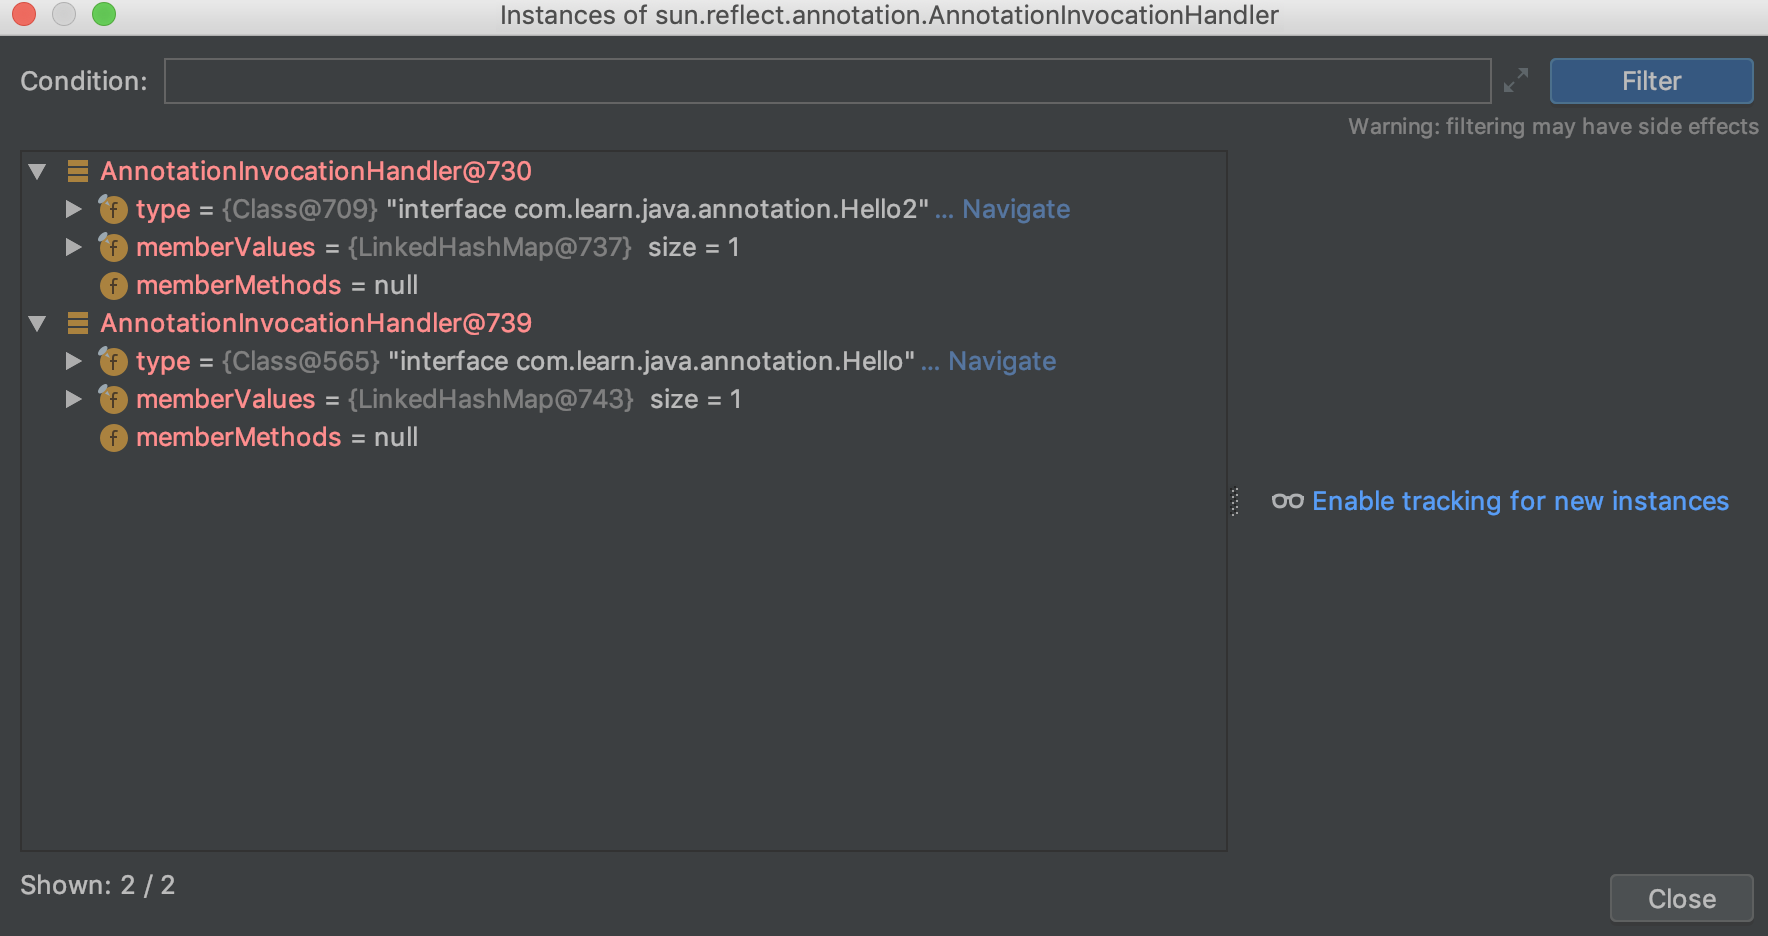 Instances of sun.reflect.annotation.AnnotationInvocationHandler
Condition:
Filter
Warning: filtering may have side effects
AnnotationInvocationHandler@730
f type = {Class@709} "interface com.learn.java.annotation.Hello2" ... Navigate
f memberValues = {LinkedHashMap@737} size = 1
f memberMethods = null
AnnotationInvocationHandler@739
f type = {Class@565} "interface com.learn.java.annotation.Hello" ... Navigate
f memberValues = {LinkedHashMap@743} size = 1
f memberMethods = null
Enable tracking for new instances
Shown: 2 / 2
Close